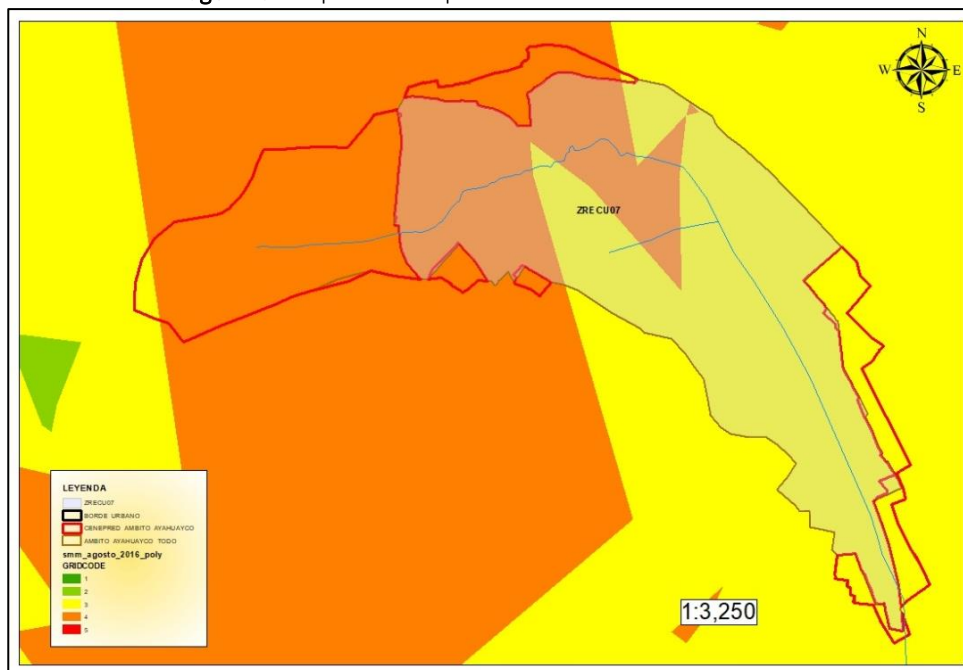 N
W E
S
ZRECU07
LEYENDA
ZRECU07
BORDE URBANO
CENEPRED AMBITO AYAHUAYCO
AMBITO AYAHUAYCO TODO
smm_agosto_2016_poly
GRIDCODE
1
2
3
4
5
1:3,250